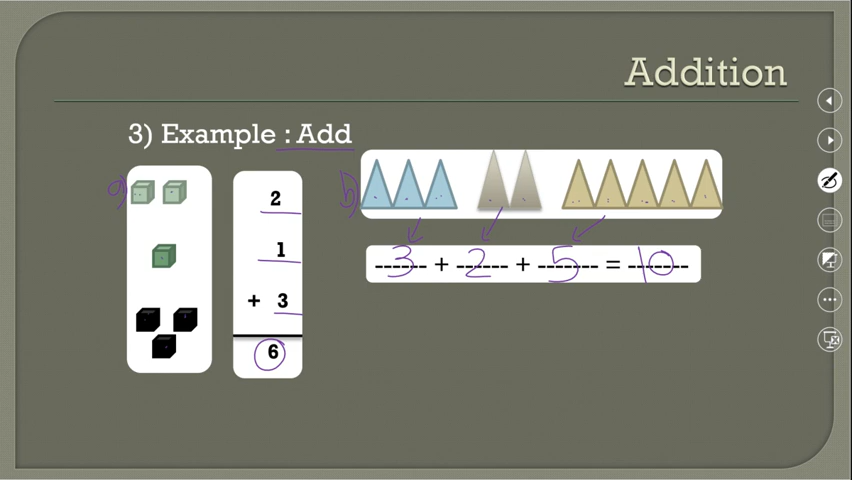 Addition
3) Example : Add
a)
2
1
+ 3
6
b)
3 + 2 + 5 = 10